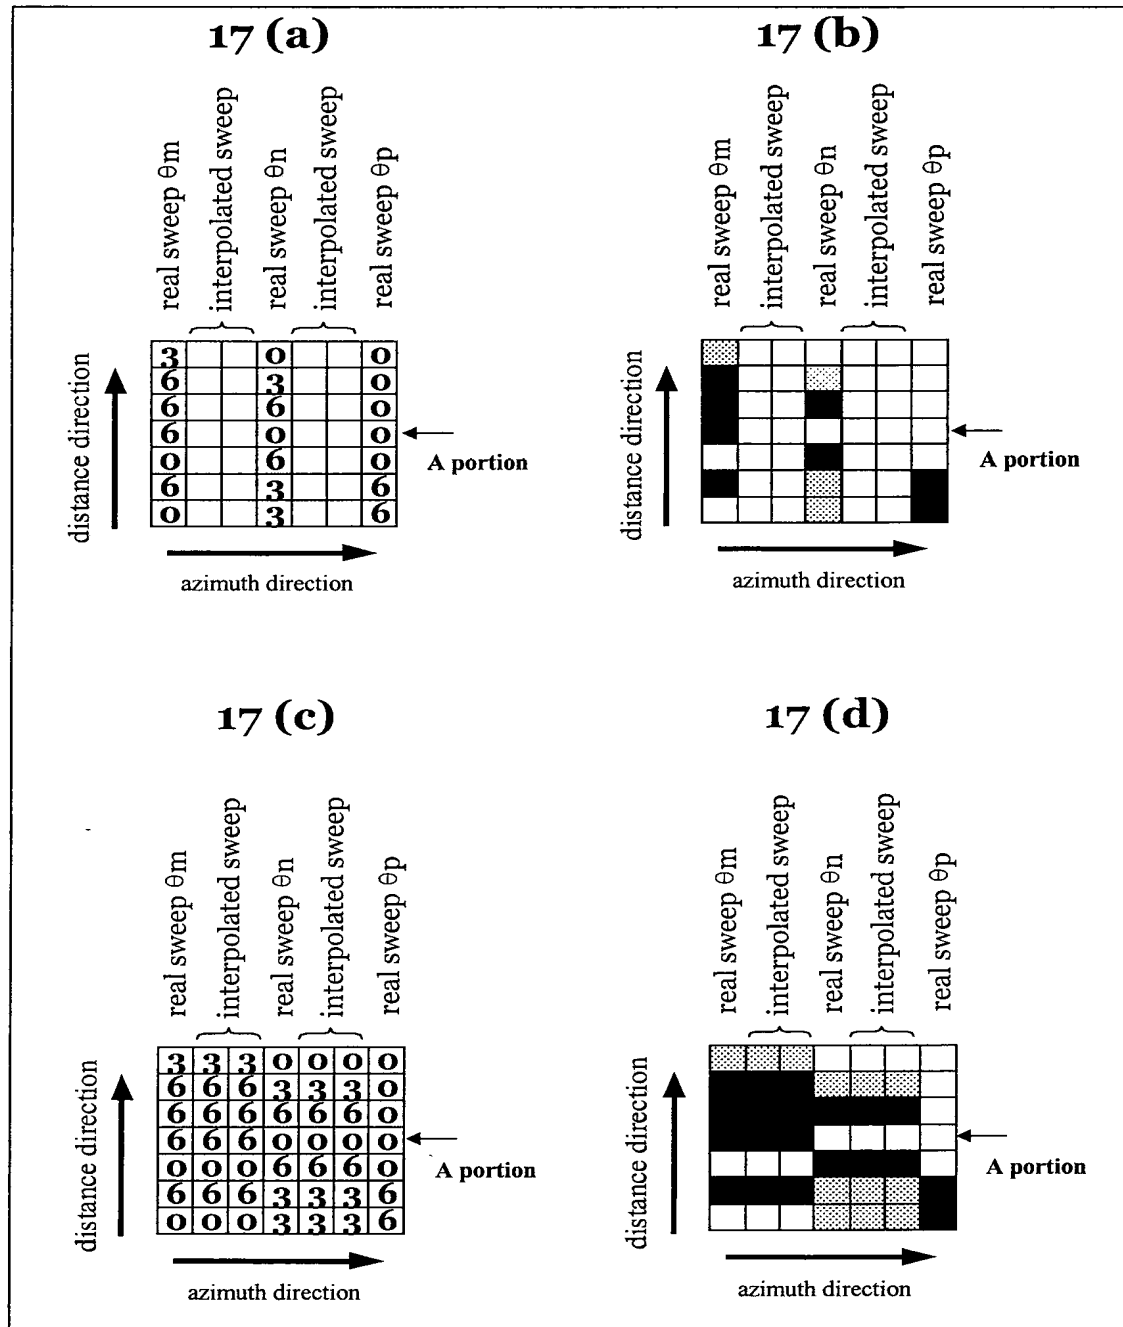 17 (a)
real sweep θm
interpolated sweep
real sweep θn
interpolated sweep
real sweep θp
distance direction
3 0 0
6 3 0
6 6 0
6 0 0
0 6 0
6 3 6
0 3 6
A portion
azimuth direction
17 (b)
real sweep θm
interpolated sweep
real sweep θn
interpolated sweep
real sweep θp
distance direction
A portion
azimuth direction
17 (c)
real sweep θm
interpolated sweep
real sweep θn
interpolated sweep
real sweep θp
distance direction
3 3 3 0 0 0 0
6 6 6 3 3 3 0
6 6 6 6 6 6 0
6 6 6 0 0 0 0
0 0 0 6 6 6 0
6 6 6 3 3 3 6
0 0 0 3 3 3 6
A portion
azimuth direction
17 (d)
real sweep θm
interpolated sweep
real sweep θn
interpolated sweep
real sweep θp
distance direction
A portion
azimuth direction